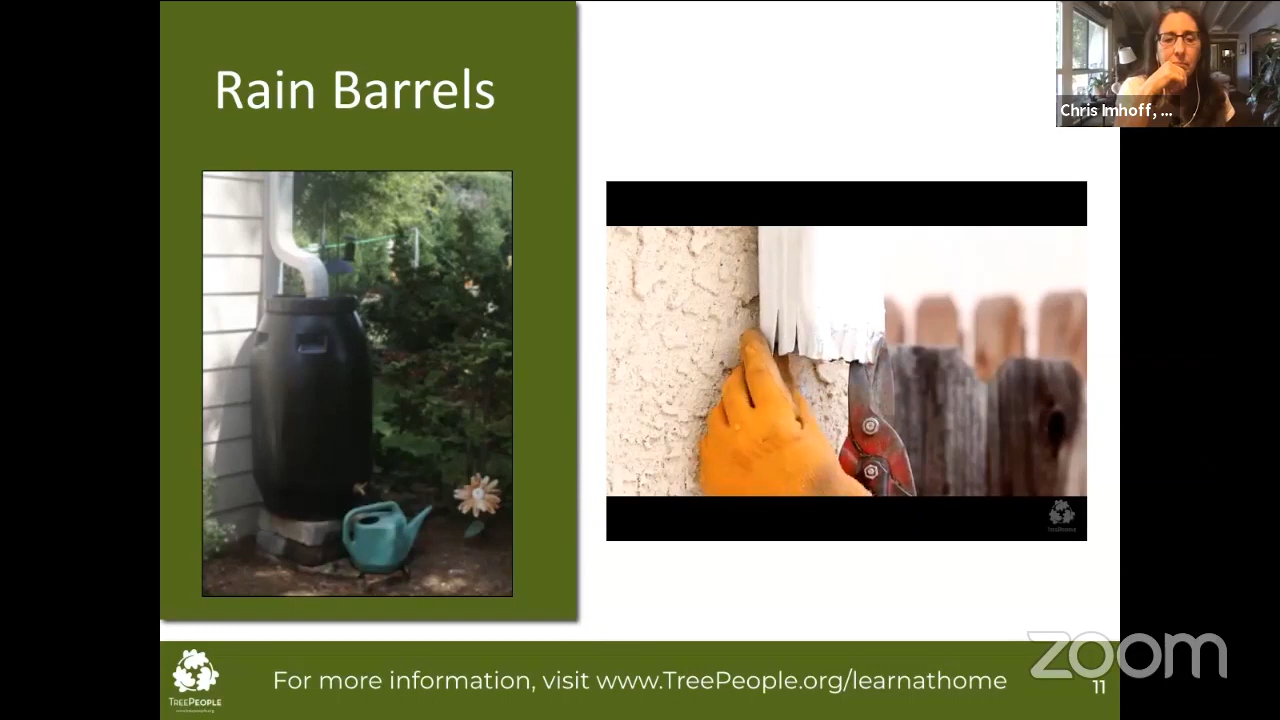 Rain Barrels
Chris Imhoff, ...
For more information, visit www.TreePeople.org/learnathome
TREEPEOPLE
zoom
11